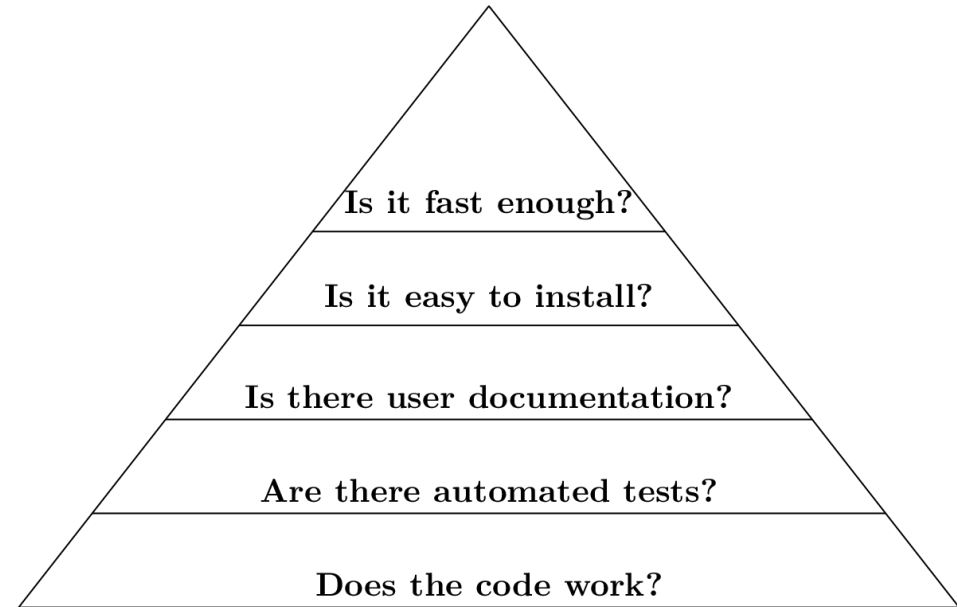 Is it fast enough?
Is it easy to install?
Is there user documentation?
Are there automated tests?
Does the code work?